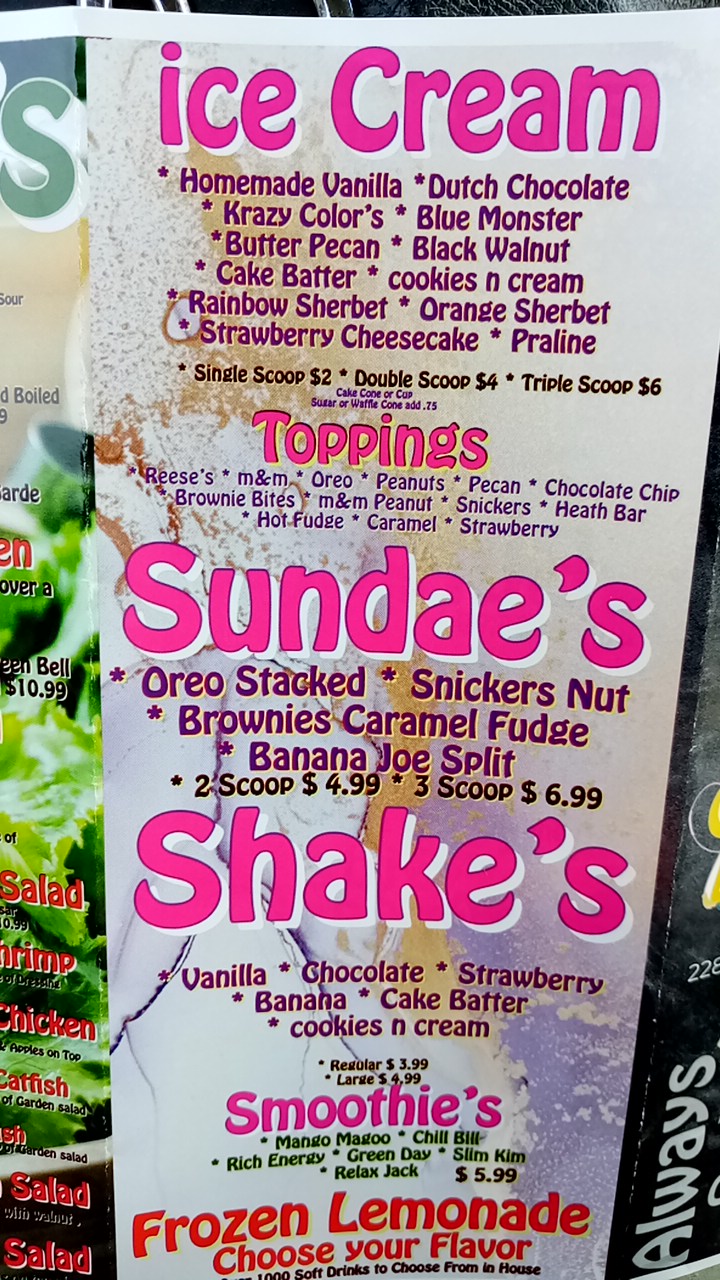 ice Cream
* Homemade Vanilla *Dutch Chocolate
* Krazy Color's * Blue Monster
*Butter Pecan * Black Walnut
* Cake Batter * cookies n cream
* Rainbow Sherbet * Orange Sherbet
* Strawberry Cheesecake * Praline
* Single Scoop $2 * Double Scoop $4 * Triple Scoop $6
Cake Cone or Cup
Sugar or Waffle Cone add .75
Toppings
* Reese's * m&m * Oreo * Peanuts * Pecan * Chocolate Chip
* Brownie Bites * m&m Peanut * Snickers * Heath Bar
* Hot Fudge * Caramel * Strawberry
Sundae's
* Oreo Stacked * Snickers Nut
* Brownies Caramel Fudge
* Banana Joe Split
* 2 Scoop $ 4.99 * 3 Scoop $ 6.99
Shake's
* Vanilla * Chocolate * Strawberry
* Banana * Cake Batter
* cookies n cream
* Regular $ 3.99
* Large $ 4.99
Smoothie's
* Mango Magoo * Chill Bill
* Rich Energy * Green Day * Slim Kim
* Relax Jack $ 5.99
Frozen Lemonade
Choose your Flavor
1000 Soft Drinks to Choose From in House
's
Sour
d Boiled
9
over a
Bell
$10.99
of
Salad
Chicken
& Apples on Top
Catfish
of Garden salad
of Garden salad
Salad
with walnut
Salad
228
Always